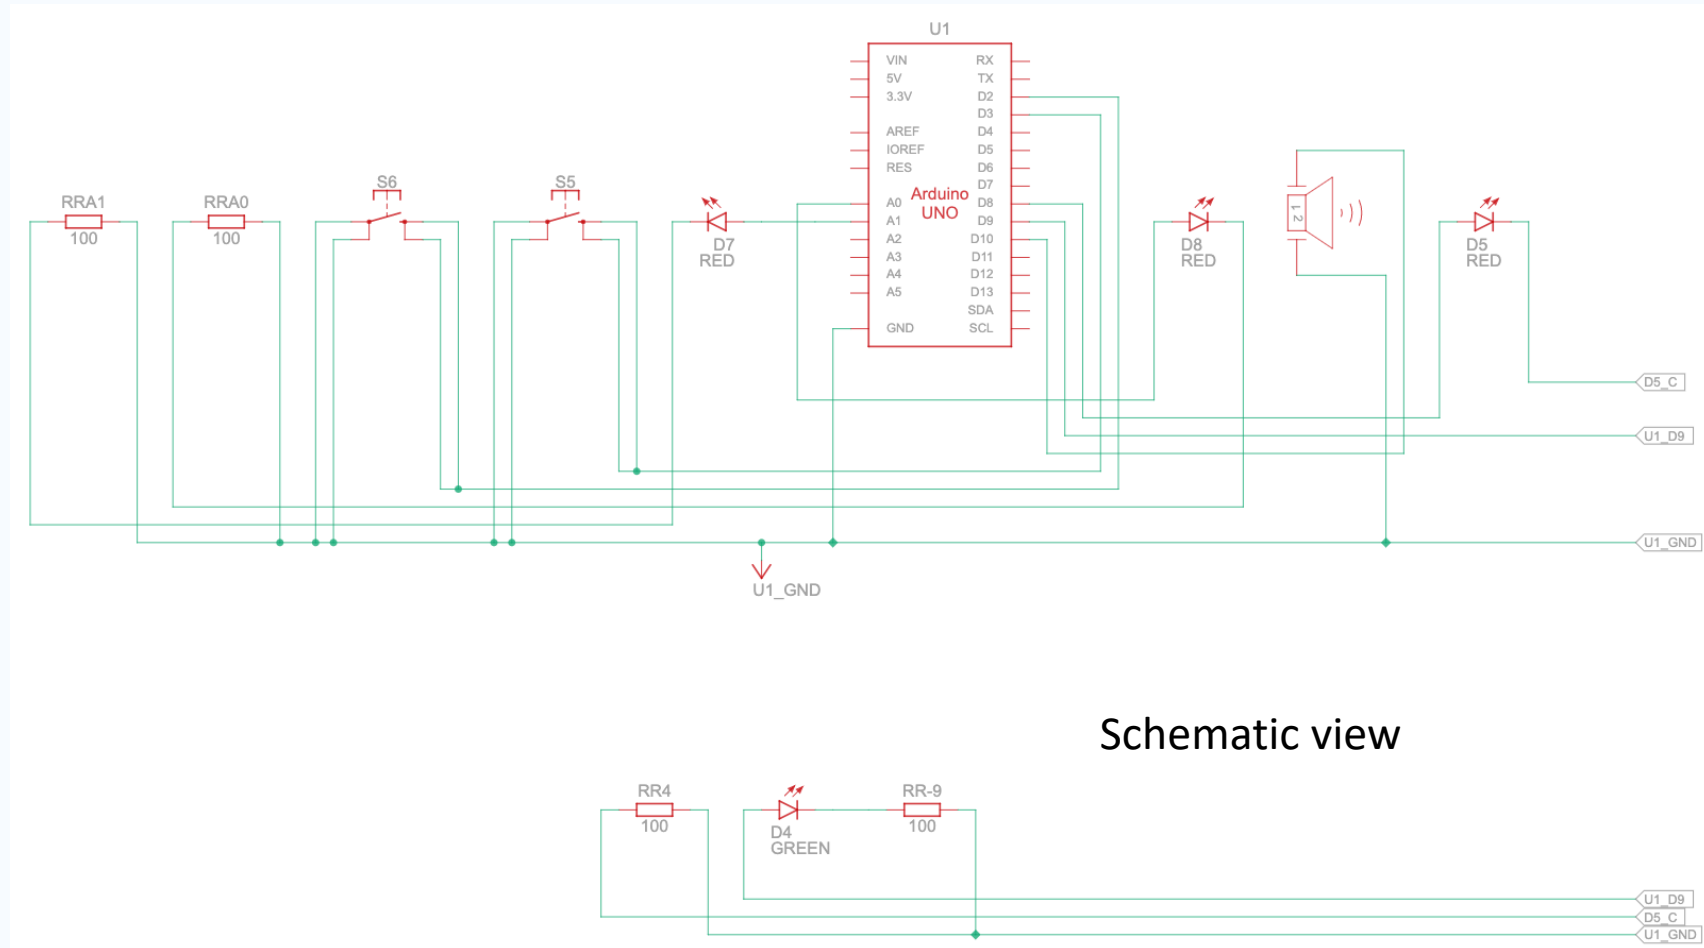 U1
VIN RX
5V TX
3.3V D2
D3
AREF D4
IOREF D5
RES D6
D7
Arduino
UNO
A0 D8
A1 D9
A2 D10
A3 D11
A4 D12
A5 D13
SDA
GND SCL
RRA1
100
RRA0
100
S6
S5
D7
RED
D8
RED
1 2
D5
RED
D5_C
U1_D9
U1_GND
U1_GND
Schematic view
RR4
100
D4
GREEN
RR-9
100
U1_D9
D5_C
U1_GND